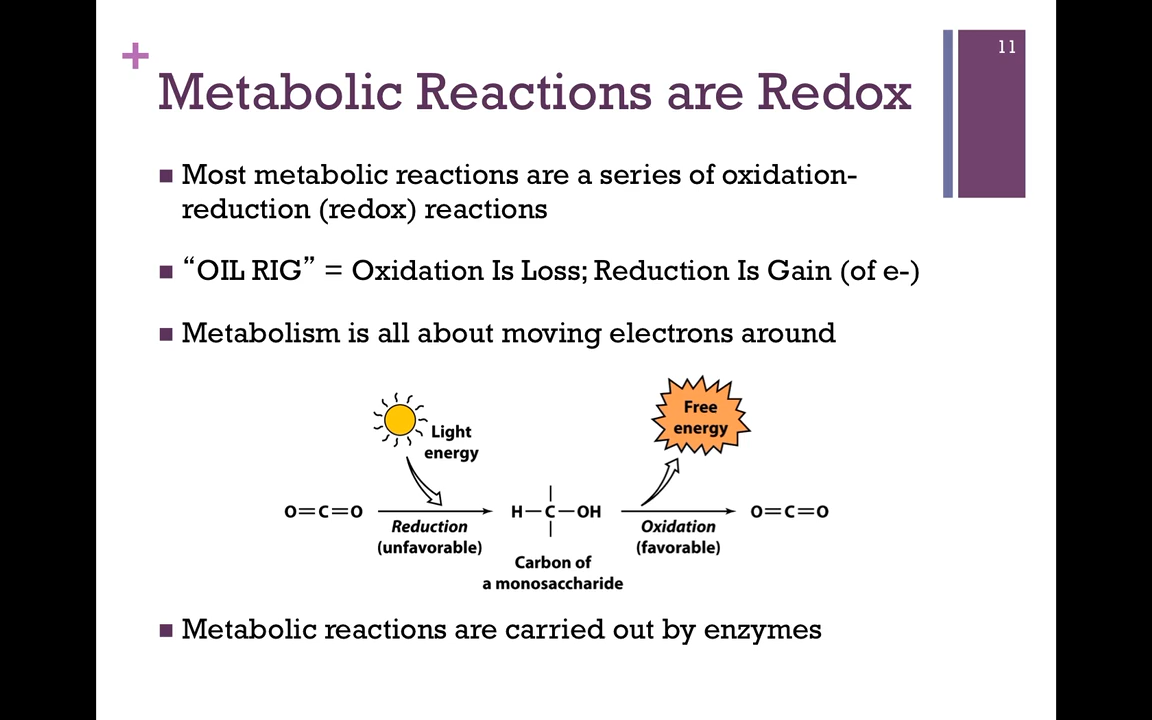 11
+
Metabolic Reactions are Redox
■ Most metabolic reactions are a series of oxidation-
reduction (redox) reactions
■ “OIL RIG” = Oxidation Is Loss; Reduction Is Gain (of e-)
■ Metabolism is all about moving electrons around
Light
energy
Free
energy
O=C=O
Reduction
(unfavorable)
H—C—OH
Carbon of
a monosaccharide
Oxidation
(favorable)
O=C=O
■ Metabolic reactions are carried out by enzymes